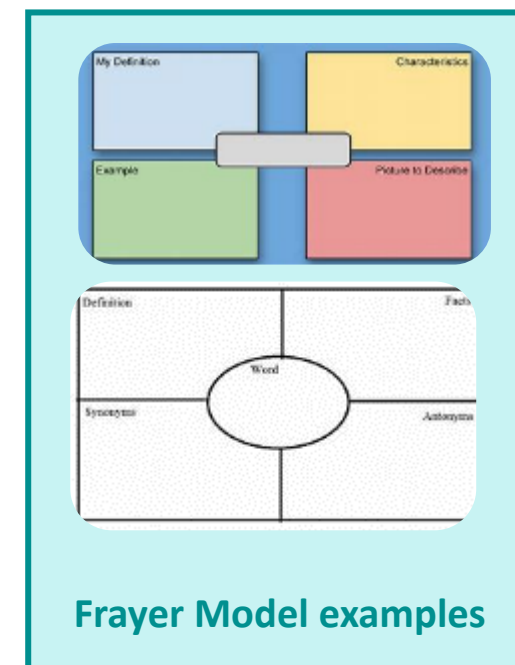 My Definition
Characteristics
Example
Picture to Describe
Definition
Facts
Word
Synonyms
Antonyms
Frayer Model examples